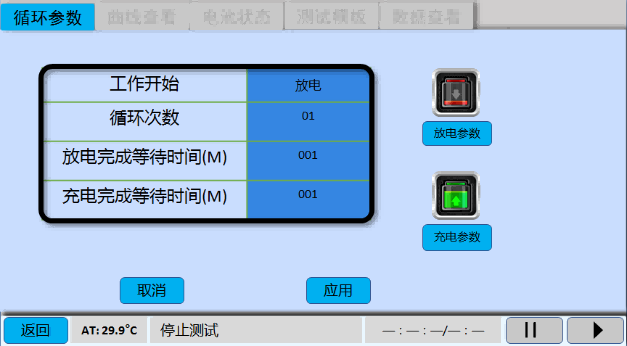 循环参数 曲线查看 电池状态 测试模板 数据查看
工作开始 放电
循环次数 01
放电完成等待时间(M) 001
充电完成等待时间(M) 001
放电参数
充电参数
取消 应用
返回 AT: 29.9°C 停止测试 — : — : —/— : —